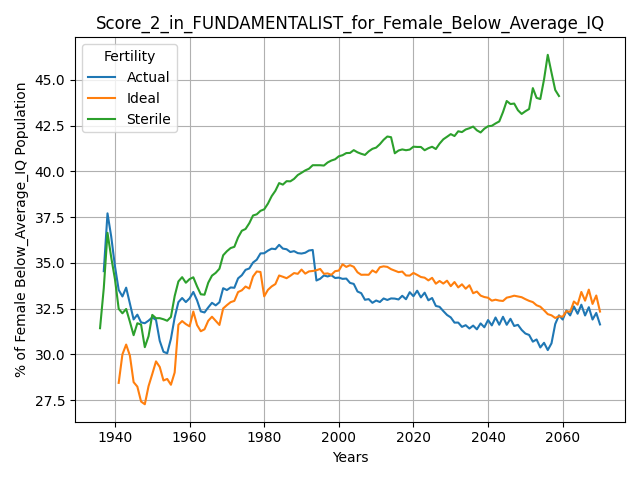 Score_2_in_FUNDAMENTALIST_for_Female_Below_Average_IQ
Fertility
Actual
Ideal
Sterile
% of Female Below_Average_IQ Population
45.0
42.5
40.0
37.5
35.0
32.5
30.0
27.5
1940 1960 1980 2000 2020 2040 2060
Years